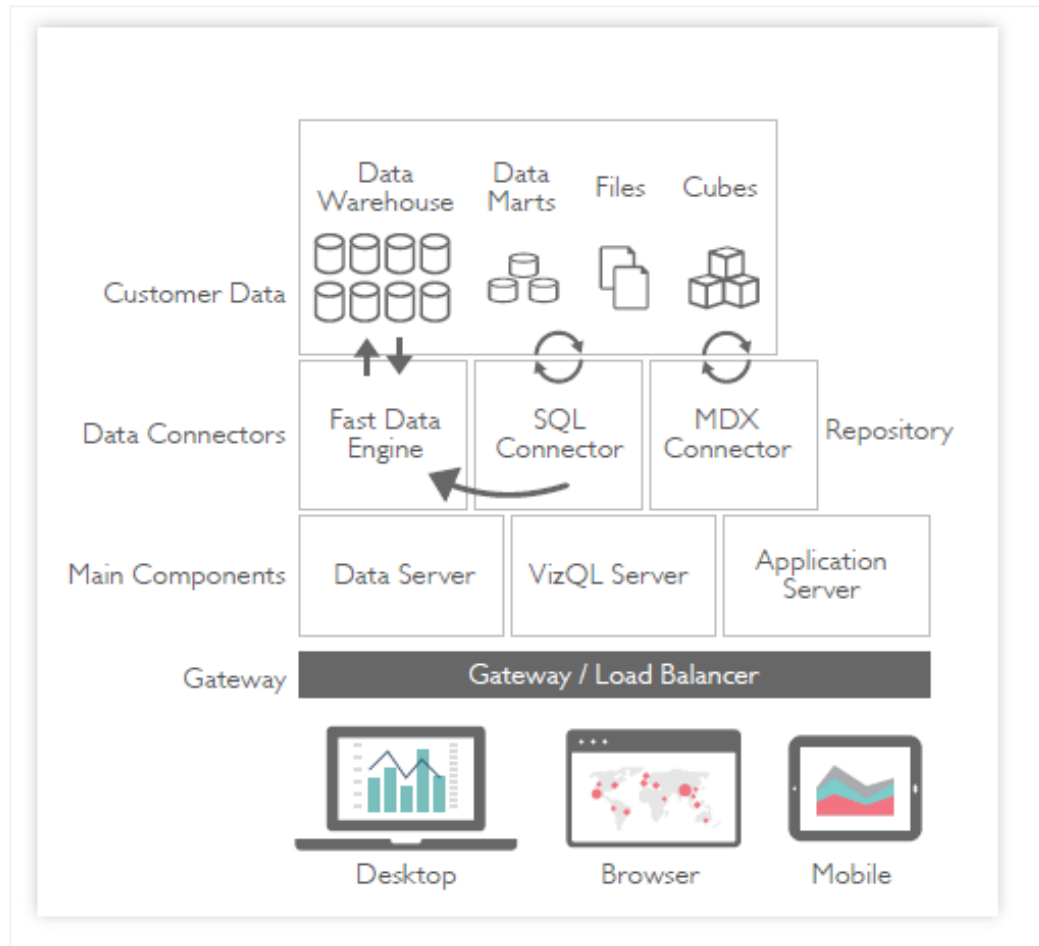 Data
Warehouse
Data
Marts
Files
Cubes
Customer Data
Data Connectors
Fast Data
Engine
SQL
Connector
MDX
Connector
Repository
Main Components
Data Server
VizQL Server
Application
Server
Gateway
Gateway / Load Balancer
Desktop
Browser
Mobile